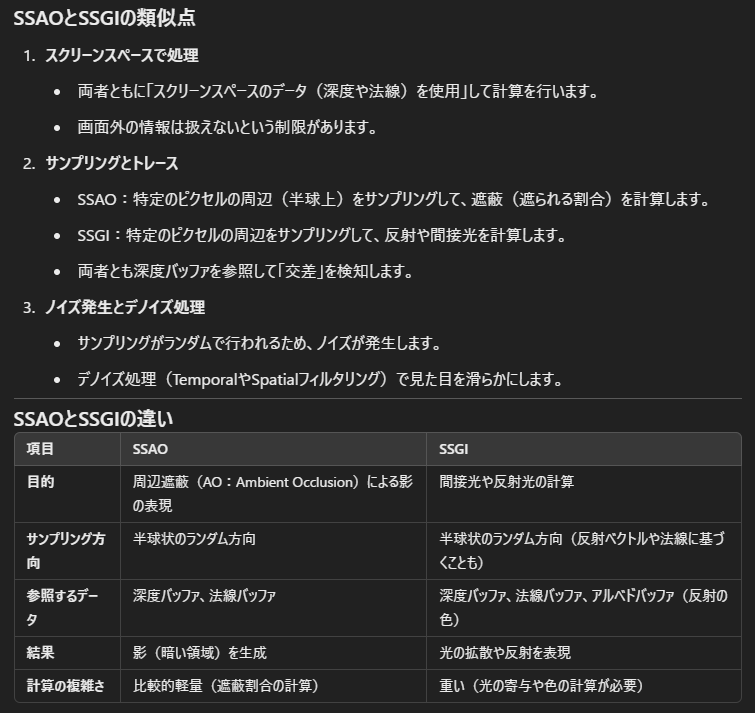 SSAOとSSGIの類似点
1. スクリーンスペースで処理
• 両者ともに「スクリーンスペースのデータ（深度や法線）を使用」して計算を行います。
• 画面外の情報は扱えないという制限があります。
2. サンプリングとトレース
• SSAO：特定のピクセルの周辺（半球上）をサンプリングして、遮蔽（遮られる割合）を計算します。
• SSGI：特定のピクセルの周辺をサンプリングして、反射や間接光を計算します。
• 両者とも深度バッファを参照して「交差」を検知します。
3. ノイズ発生とデノイズ処理
• サンプリングがランダムで行われるため、ノイズが発生します。
• デノイズ処理（TemporalやSpatialフィルタリング）で見た目を滑らかにします。
SSAOとSSGIの違い
項目 SSAO SSGI
目的 周辺遮蔽（AO：Ambient Occlusion）による影 間接光や反射光の計算
の表現
サンプリング方 半球状のランダム方向 半球状のランダム方向（反射ベクトルや法線に基づ
向 くことも）
参照するデー 深度バッファ、法線バッファ 深度バッファ、法線バッファ、アルベドバッファ（反射の
タ 色）
結果 影（暗い領域）を生成 光の拡散や反射を表現
計算の複雑さ 比較的軽量（遮蔽割合の計算） 重い（光の寄与や色の計算が必要）